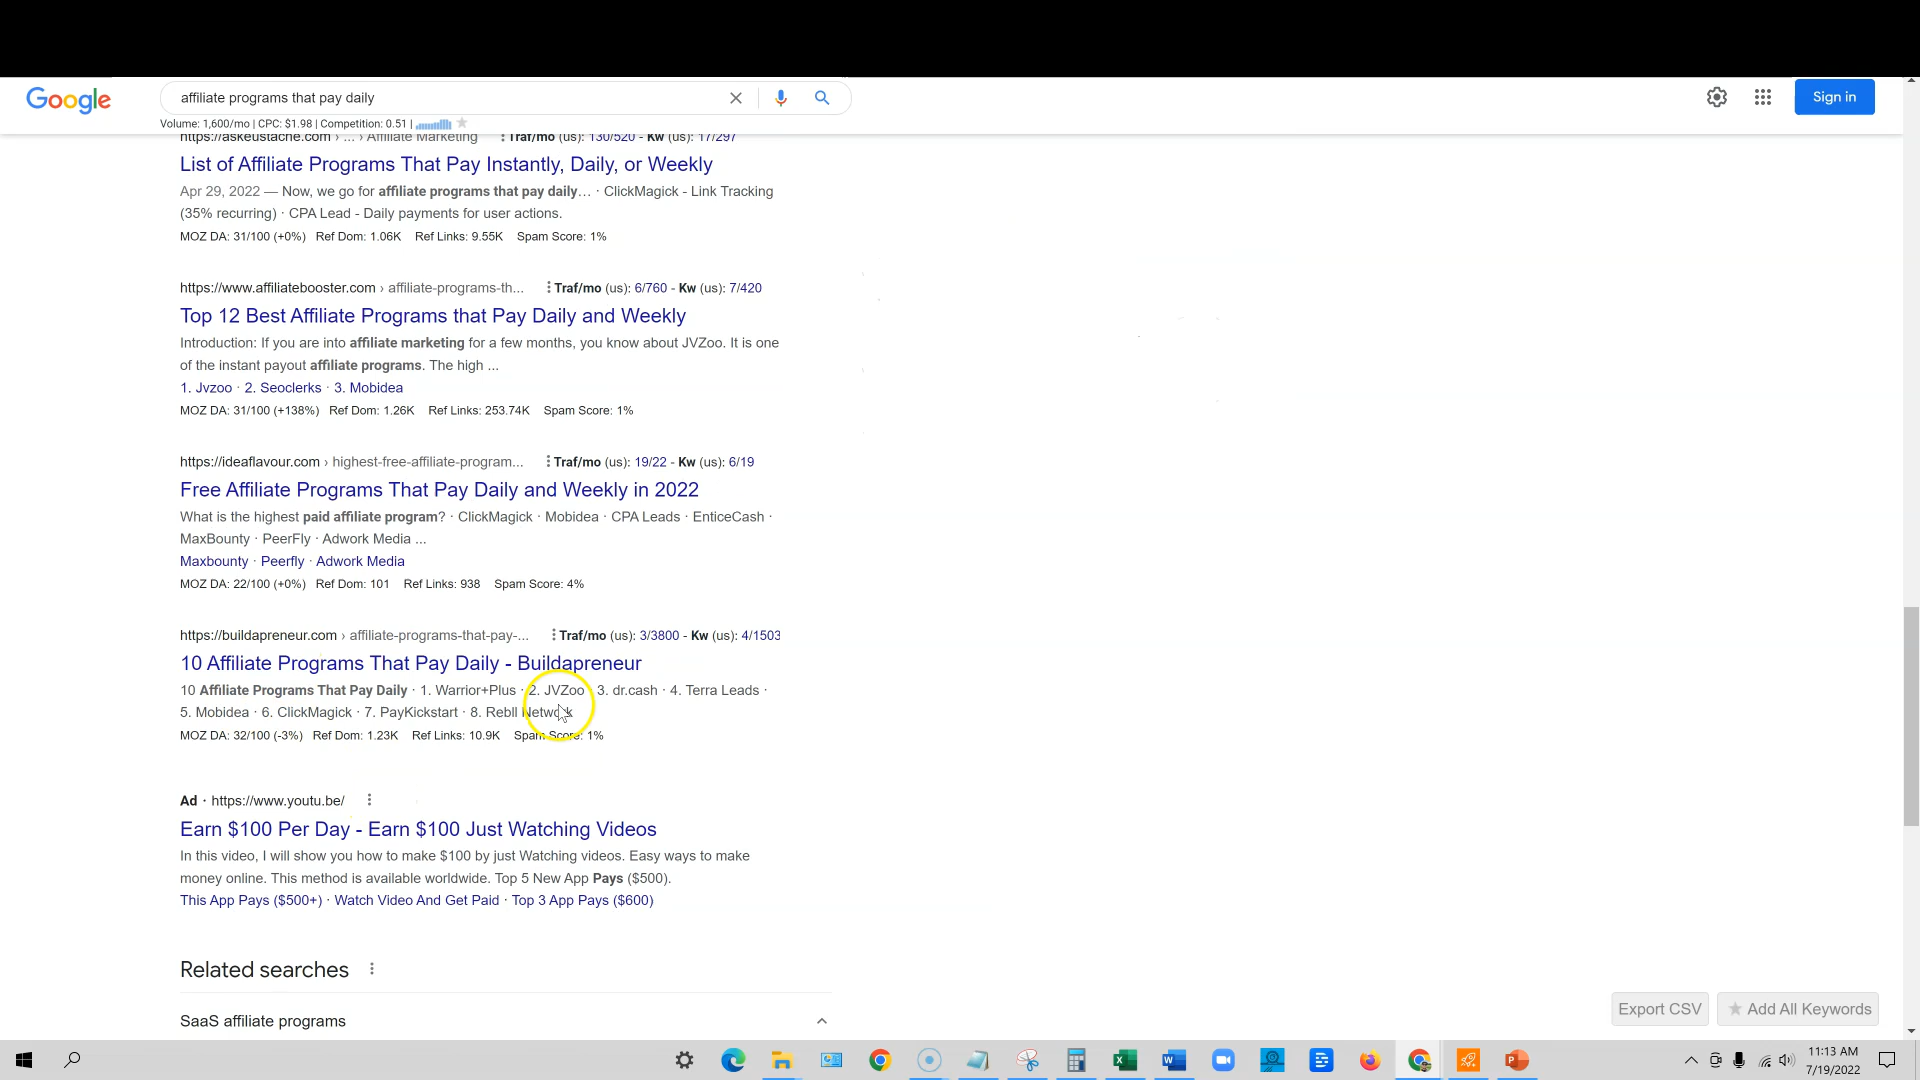 Google
affiliate programs that pay daily
Sign in
Volume: 1,600/mo | CPC: $1.98 | Competition: 0.51 |
https://askeustache.com › ... › Affiliate Marketing Traf/mo (us): 130/520 - Kw (us): 17/297
List of Affiliate Programs That Pay Instantly, Daily, or Weekly
Apr 29, 2022 — Now, we go for affiliate programs that pay daily... · ClickMagick - Link Tracking
(35% recurring) · CPA Lead - Daily payments for user actions.
MOZ DA: 31/100 (+0%) Ref Dom: 1.06K Ref Links: 9.55K Spam Score: 1%
https://www.affiliatebooster.com › affiliate-programs-th... Traf/mo (us): 6/760 - Kw (us): 7/420
Top 12 Best Affiliate Programs that Pay Daily and Weekly
Introduction: If you are into affiliate marketing for a few months, you know about JVZoo. It is one
of the instant payout affiliate programs. The high ...
1. Jvzoo · 2. Seoclerks · 3. Mobidea
MOZ DA: 31/100 (+138%) Ref Dom: 1.26K Ref Links: 253.74K Spam Score: 1%
https://ideaflavour.com › highest-free-affiliate-program... Traf/mo (us): 19/22 - Kw (us): 6/19
Free Affiliate Programs That Pay Daily and Weekly in 2022
What is the highest paid affiliate program? · ClickMagick · Mobidea · CPA Leads · EnticeCash ·
MaxBounty · PeerFly · Adwork Media ...
Maxbounty · Peerfly · Adwork Media
MOZ DA: 22/100 (+0%) Ref Dom: 101 Ref Links: 938 Spam Score: 4%
https://buildapreneur.com › affiliate-programs-that-pay-... Traf/mo (us): 3/3800 - Kw (us): 4/1503
10 Affiliate Programs That Pay Daily - Buildapreneur
10 Affiliate Programs That Pay Daily · 1. Warrior+Plus · 2. JVZoo · 3. dr.cash · 4. Terra Leads ·
5. Mobidea · 6. ClickMagick · 7. PayKickstart · 8. Rebll Network
MOZ DA: 32/100 (-3%) Ref Dom: 1.23K Ref Links: 10.9K Spam Score: 1%
Ad · https://www.youtu.be/
Earn $100 Per Day - Earn $100 Just Watching Videos
In this video, I will show you how to make $100 by just Watching videos. Easy ways to make
money online. This method is available worldwide. Top 5 New App Pays ($500).
This App Pays ($500+) · Watch Video And Get Paid · Top 3 App Pays ($600)
Related searches
SaaS affiliate programs
Export CSV
Add All Keywords
11:13 AM
7/19/2022